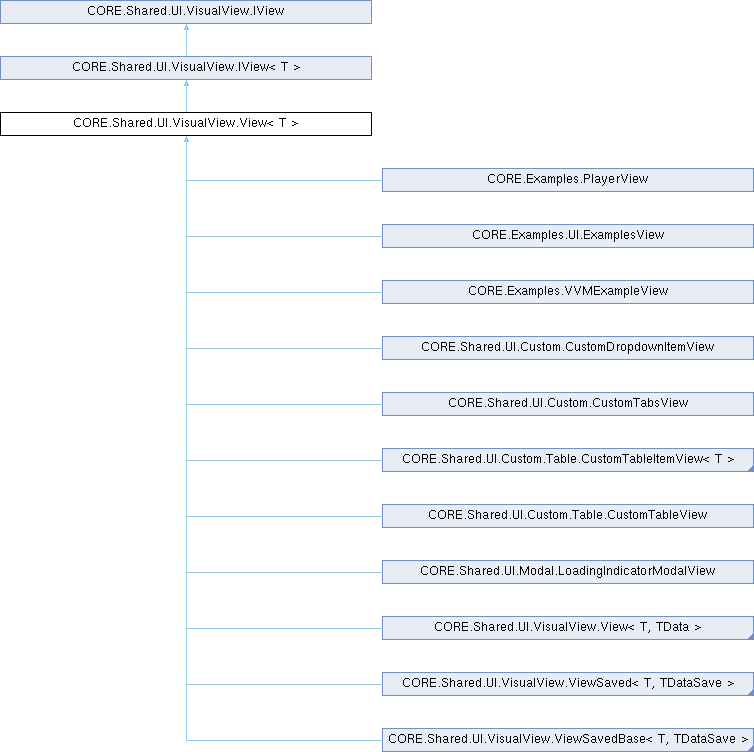 CORE.Shared.UI.VisualView.IView
CORE.Shared.UI.VisualView.IView< T >
CORE.Shared.UI.VisualView.View< T >
CORE.Examples.PlayerView
CORE.Examples.UI.ExamplesView
CORE.Examples.VVMExampleView
CORE.Shared.UI.Custom.CustomDropdownItemView
CORE.Shared.UI.Custom.CustomTabsView
CORE.Shared.UI.Custom.Table.CustomTableItemView< T >
CORE.Shared.UI.Custom.Table.CustomTableView
CORE.Shared.UI.Modal.LoadingIndicatorModalView
CORE.Shared.UI.VisualView.View< T, TData >
CORE.Shared.UI.VisualView.ViewSaved< T, TDataSave >
CORE.Shared.UI.VisualView.ViewSavedBase< T, TDataSave >